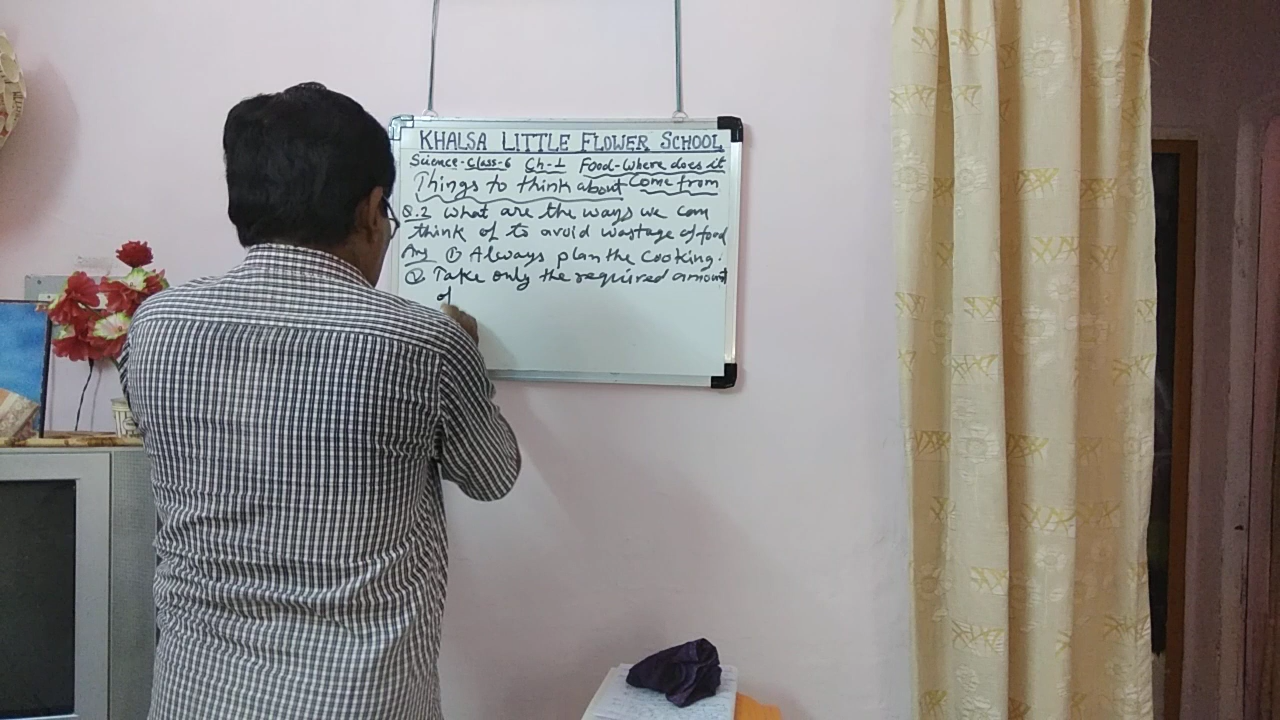 KHALSA LITTLE FLOWER SCHOOL
Science-Class-6 Ch-1 Food-Where does it
Things to think about Come from
Q.2 What are the ways we can
think of to avoid wastage of food
Ans ① Always plan the cooking.
② Take only the required amount
of